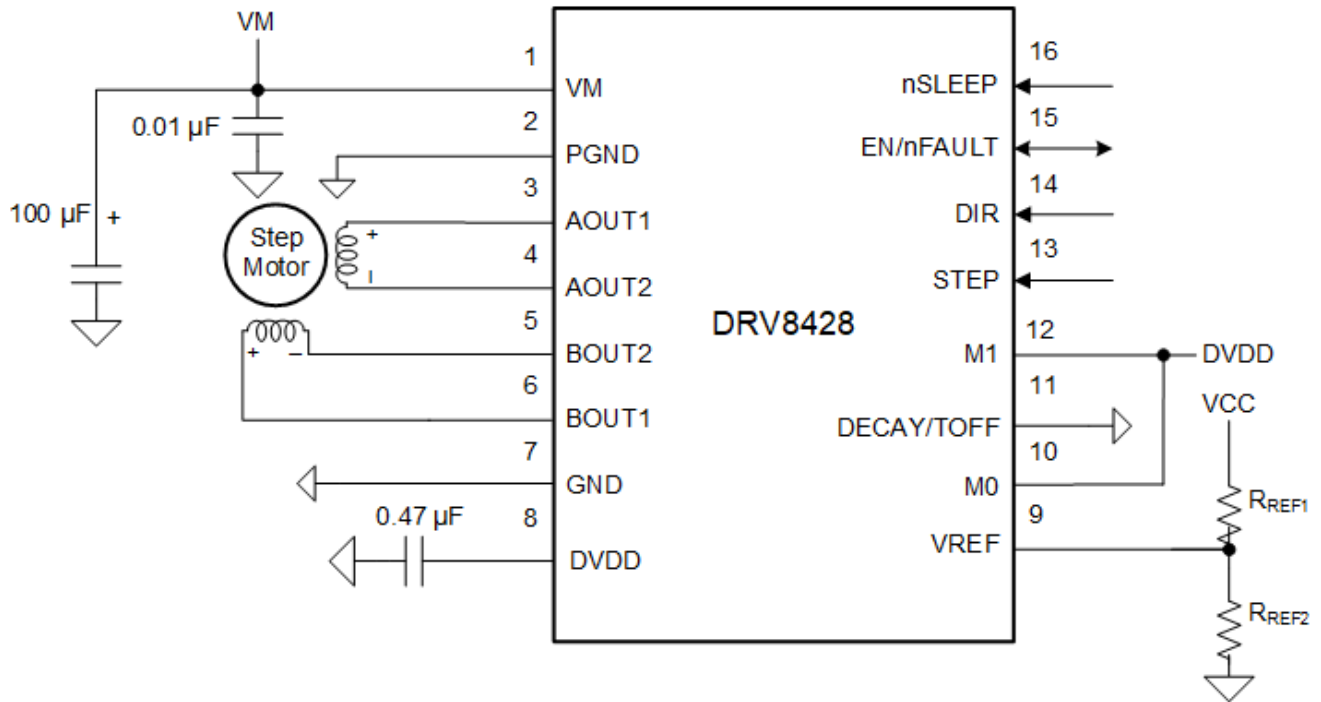 VM
0.01 µF
100 µF +
Step
Motor
+
–
+ –
0.47 µF
1
VM
2
PGND
3
AOUT1
4
AOUT2
5
BOUT2
6
BOUT1
7
GND
8
DVDD
DRV8428
16
nSLEEP
15
EN/nFAULT
14
DIR
13
STEP
12
M1
11
DECAY/TOFF
10
M0
9
VREF
DVDD
VCC
RREF1
RREF2